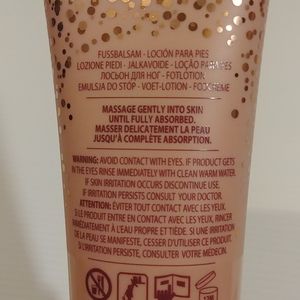 FUSSBALSAM - LOCIÓN PARA PIES
LOZIONE PIEDI - JALKAVOIDE - LOÇÃO PARA PÉS
ЛОСЬОН ДЛЯ НОГ - FOTLOTION
EMULSJA DO STOP - VOET-LOTION - FODCREME
MASSAGE GENTLY INTO SKIN
UNTIL FULLY ABSORBED.
MASSER DELICATEMENT LA PEAU
JUSQU'À COMPLÈTE ABSORPTION.
WARNING: AVOID CONTACT WITH EYES. IF PRODUCT GETS
IN THE EYES RINSE IMMEDIATELY WITH CLEAN WARM WATER.
IF SKIN IRRITATION OCCURS DISCONTINUE USE.
IF IRRITATION PERSISTS CONSULT YOUR DOCTOR.
ATTENTION: ÉVITER TOUT CONTACT AVEC LES YEUX.
SI LE PRODUIT ENTRE EN CONTACT AVEC LES YEUX, RINCER
IMMÉDIATEMENT À L'EAU PROPRE ET TIÈDE. SI UNE IRRITATION
DE LA PEAU SE MANIFESTE, CESSER D'UTILISER LE PRODUIT.
SI L'IRRITATION PERSISTE, CONSULTER VOTRE MÉDECIN.